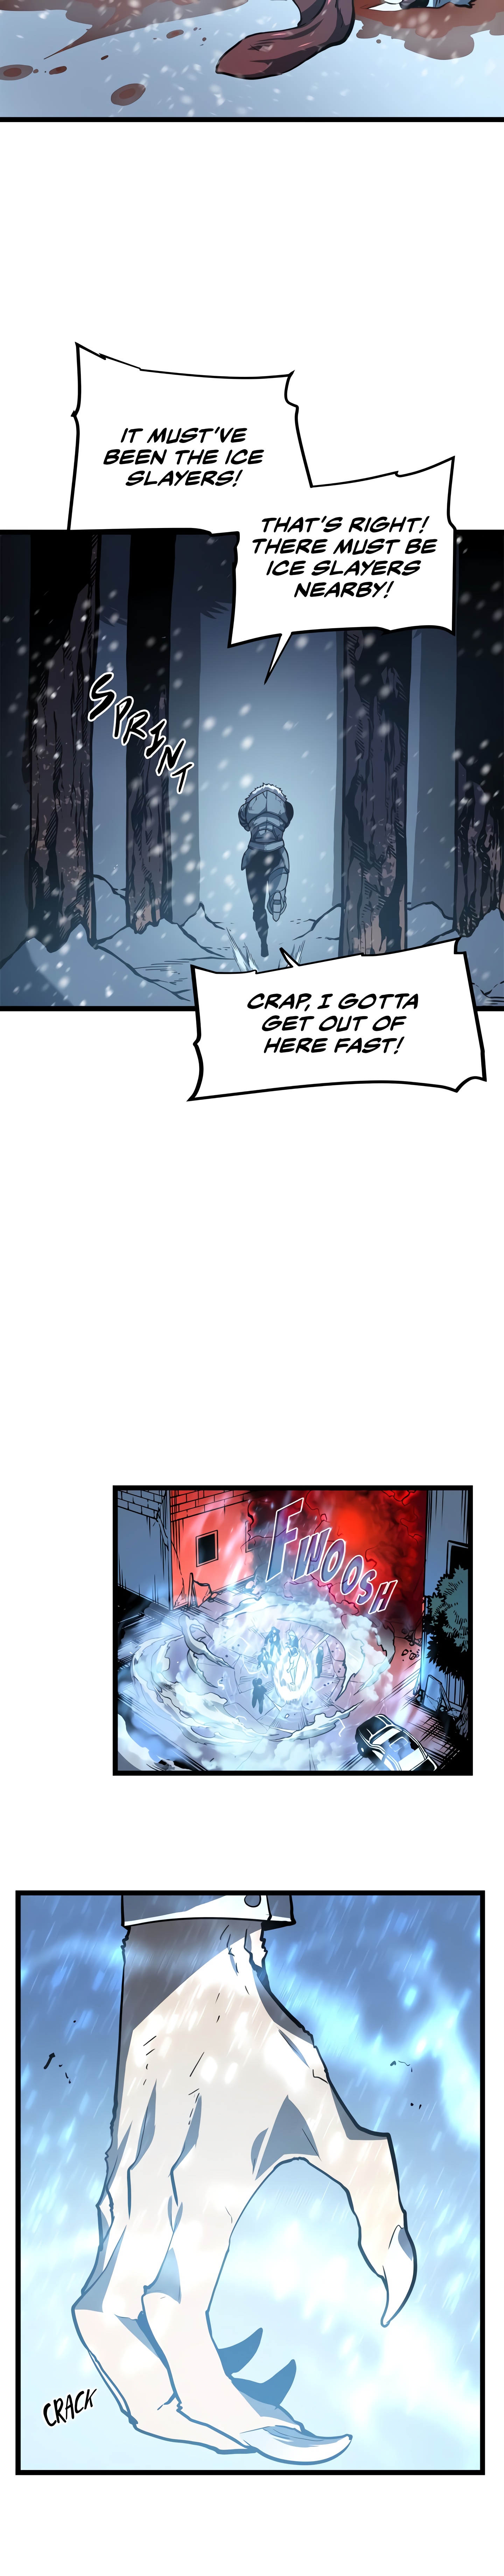 IT MUST'VE
BEEN THE ICE
SLAYERS!
THAT'S RIGHT!
THERE MUST BE
ICE SLAYERS
NEARBY!
SPRINT
CRAP, I GOTTA
GET OUT OF
HERE FAST!
FWOOSH
CRACK